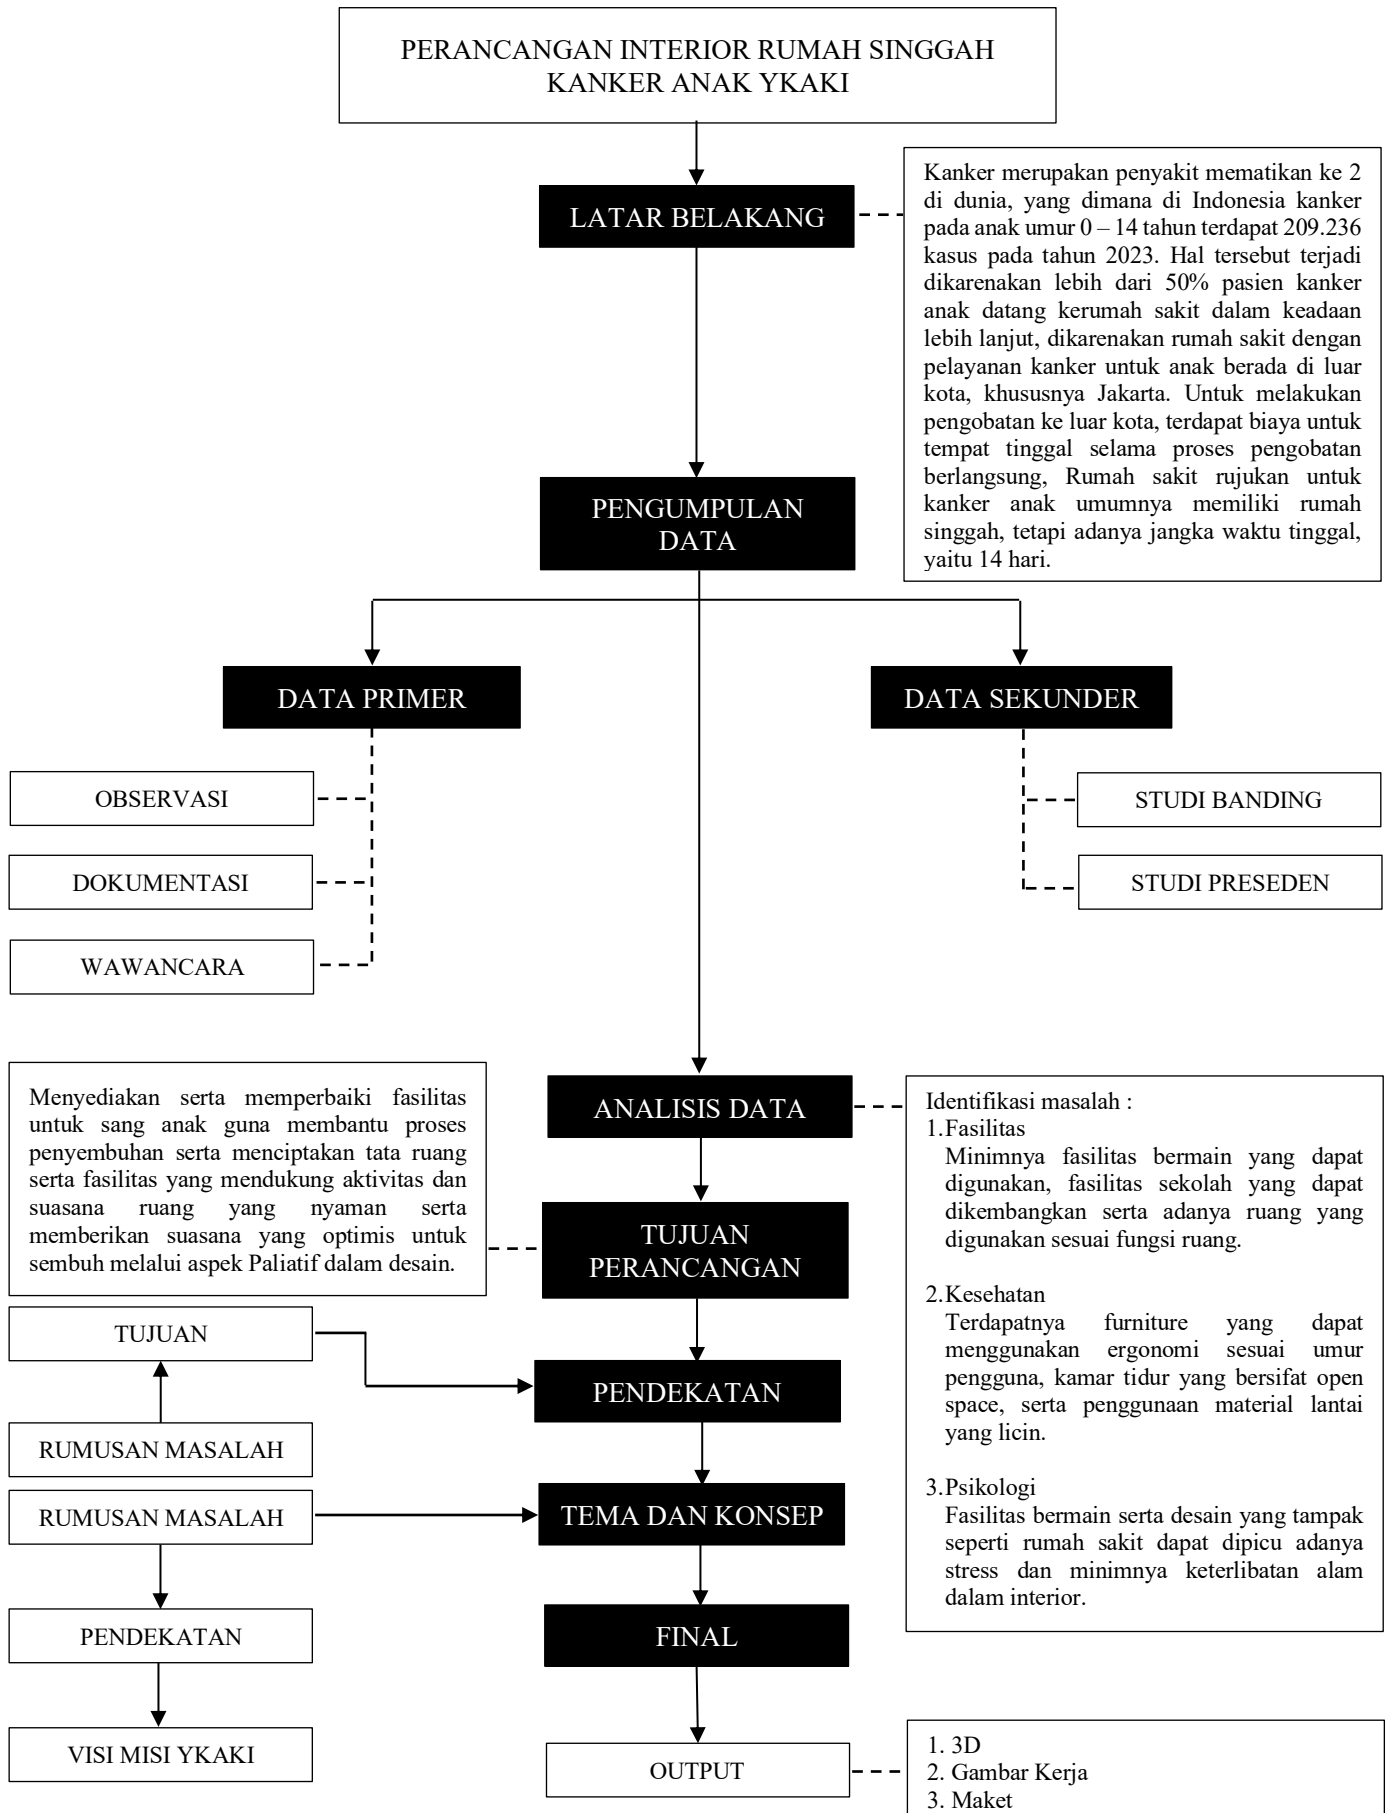 PERANCANGAN INTERIOR RUMAH SINGGAH
KANKER ANAK YKAKI
LATAR BELAKANG
Kanker merupakan penyakit mematikan ke 2
di dunia, yang dimana di Indonesia kanker
pada anak umur 0 – 14 tahun terdapat 209.236
kasus pada tahun 2023. Hal tersebut terjadi
dikarenakan lebih dari 50% pasien kanker
anak datang kerumah sakit dalam keadaan
lebih lanjut, dikarenakan rumah sakit dengan
pelayanan kanker untuk anak berada di luar
kota, khususnya Jakarta. Untuk melakukan
pengobatan ke luar kota, terdapat biaya untuk
tempat tinggal selama proses pengobatan
berlangsung, Rumah sakit rujukan untuk
kanker anak umumnya memiliki rumah
singgah, tetapi adanya jangka waktu tinggal,
yaitu 14 hari.
PENGUMPULAN
DATA
DATA PRIMER
DATA SEKUNDER
OBSERVASI
DOKUMENTASI
WAWANCARA
STUDI BANDING
STUDI PRESEDEN
ANALISIS DATA
Identifikasi masalah :
1.Fasilitas
Minimnya fasilitas bermain yang dapat
digunakan, fasilitas sekolah yang dapat
dikembangkan serta adanya ruang yang
digunakan sesuai fungsi ruang.
2.Kesehatan
Terdapatnya furniture yang dapat
menggunakan ergonomi sesuai umur
pengguna, kamar tidur yang bersifat open
space, serta penggunaan material lantai
yang licin.
3.Psikologi
Fasilitas bermain serta desain yang tampak
seperti rumah sakit dapat dipicu adanya
stress dan minimnya keterlibatan alam
dalam interior.
Menyediakan serta memperbaiki fasilitas
untuk sang anak guna membantu proses
penyembuhan serta menciptakan tata ruang
serta fasilitas yang mendukung aktivitas dan
suasana ruang yang nyaman serta
memberikan suasana yang optimis untuk
sembuh melalui aspek Paliatif dalam desain.
TUJUAN
PERANCANGAN
TUJUAN
PENDEKATAN
RUMUSAN MASALAH
RUMUSAN MASALAH
TEMA DAN KONSEP
PENDEKATAN
FINAL
VISI MISI YKAKI
OUTPUT
1. 3D
2. Gambar Kerja
3. Maket